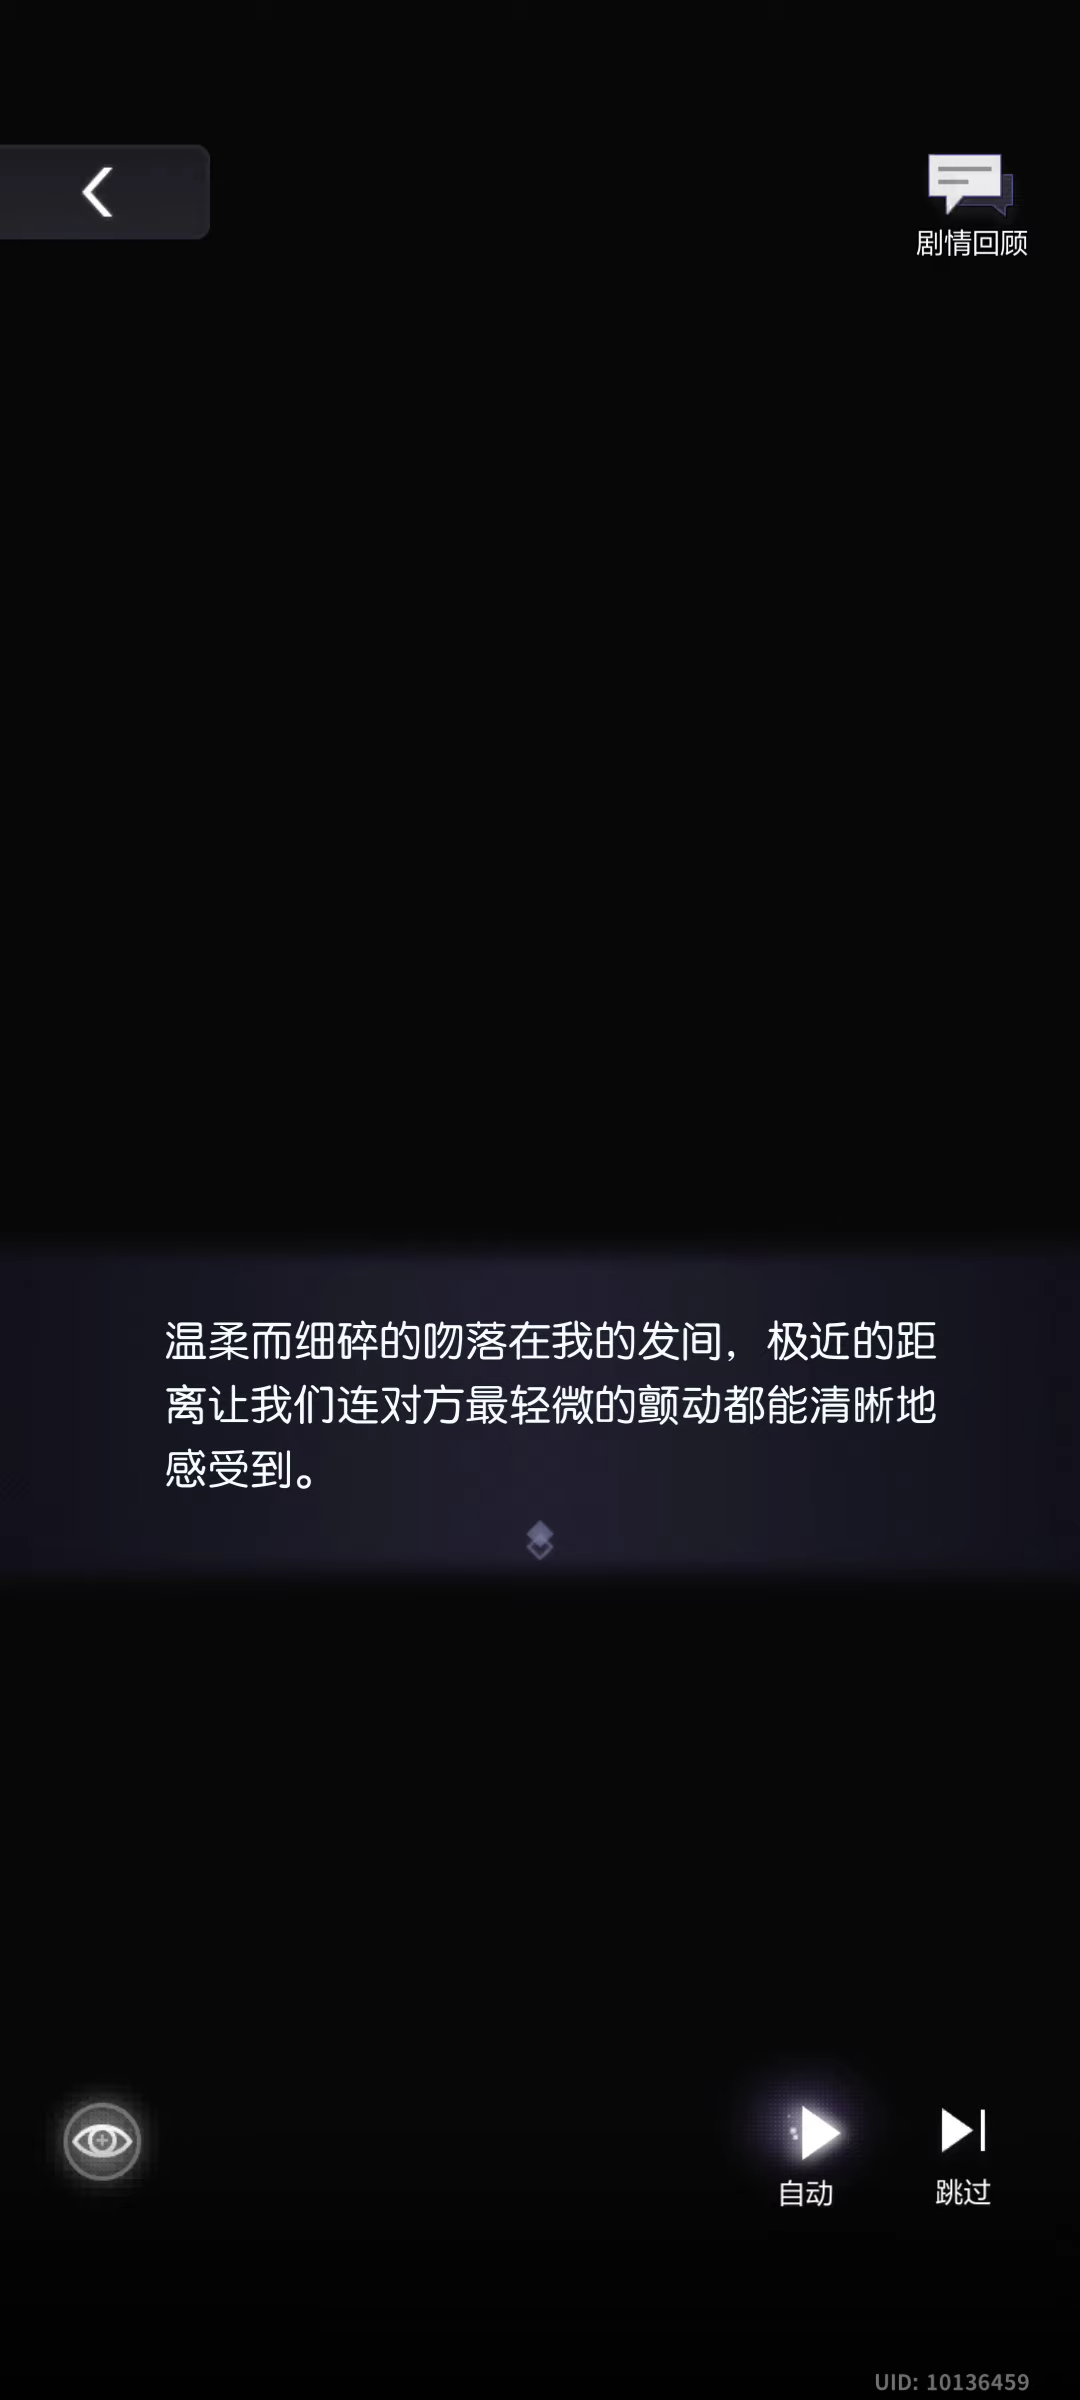 剧情回顾
温柔而细碎的吻落在我的发间，极近的距
离让我们连对方最轻微的颤动都能清晰地
感受到。
自动
跳过
UID: 10136459